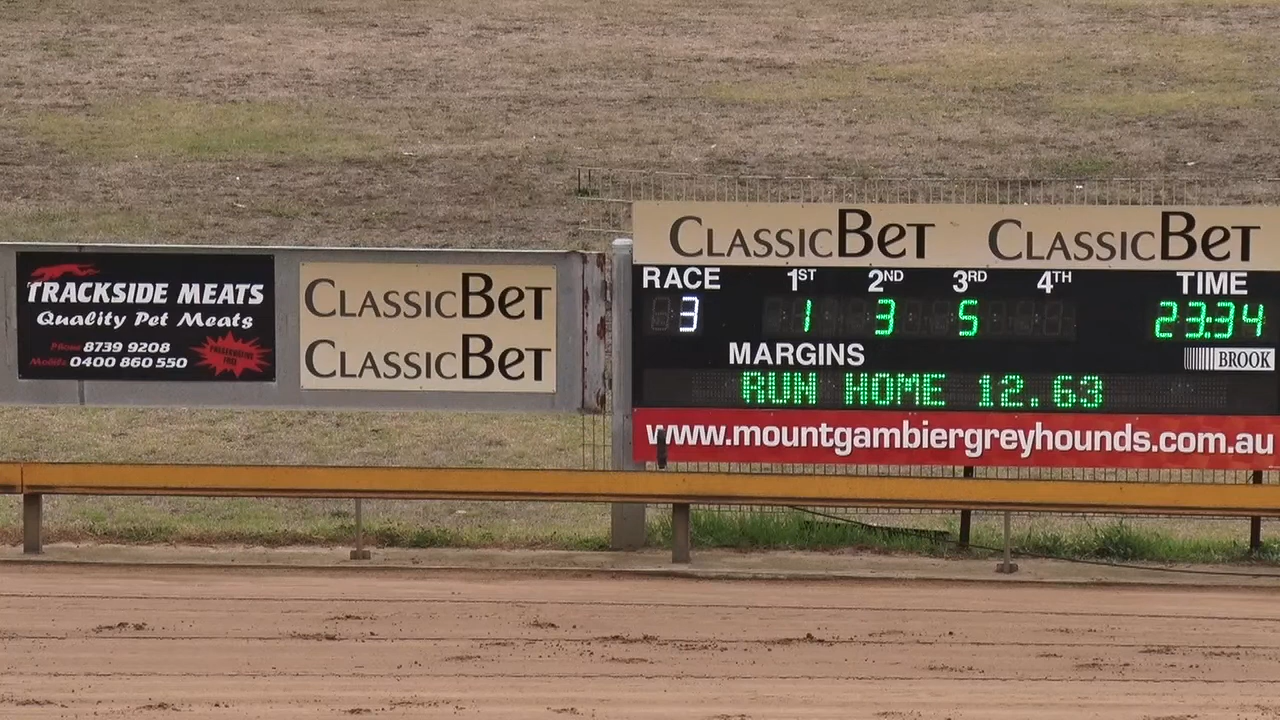 TRACKSIDE MEATS
Quality Pet Meats
Phone: 8739 9208
Mobile: 0400 860 550
PRESERVATIVE
FREE
CLASSICBET
CLASSICBET
CLASSICBET CLASSICBET
RACE 1ST 2ND 3RD 4TH TIME
3 1 3 5 23:34
MARGINS
BROOK
RUN HOME 12.63
www.mountgambiergreyhounds.com.au